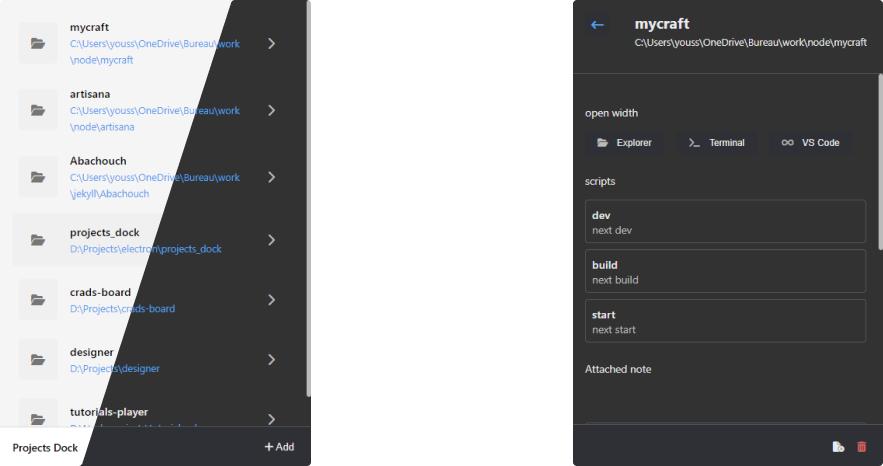 mycraft
C:\Users\youss\OneDrive\Bureau\work
\node\mycraft
artisana
C:\Users\youss\OneDrive\Bureau\work
\node\artisana
Abachouch
C:\Users\youss\OneDrive\Bureau\work
\jekyll\Abachouch
projects_dock
D:\Projects\electron\projects_dock
crads-board
D:\Projects\crads-board
designer
D:\Projects\designer
tutorials-player
Projects Dock
+ Add
mycraft
C:\Users\youss\OneDrive\Bureau\work\node\mycraft
open width
Explorer
Terminal
VS Code
scripts
dev
next dev
build
next build
start
next start
Attached note